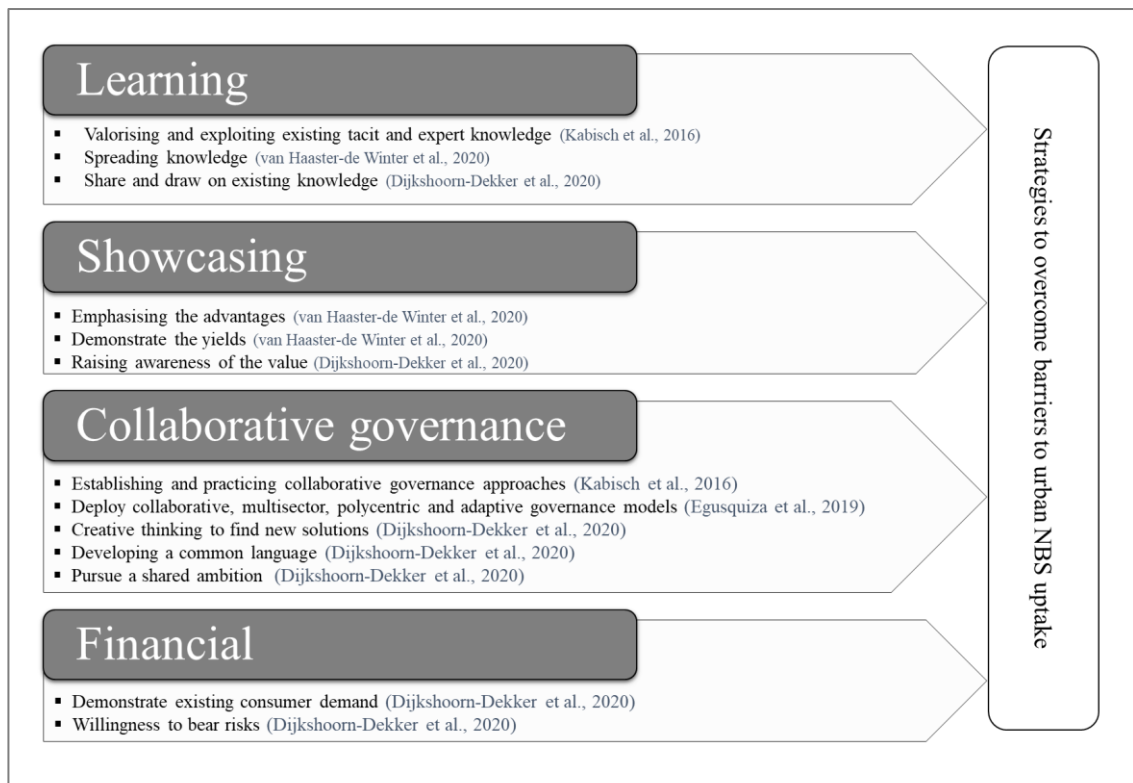 Learning
▪ Valorising and exploiting existing tacit and expert knowledge (Kabisch et al., 2016)
▪ Spreading knowledge (van Haaster-de Winter et al., 2020)
▪ Share and draw on existing knowledge (Dijkshoorn-Dekker et al., 2020)
Showcasing
▪ Emphasising the advantages (van Haaster-de Winter et al., 2020)
▪ Demonstrate the yields (van Haaster-de Winter et al., 2020)
▪ Raising awareness of the value (Dijkshoorn-Dekker et al., 2020)
Collaborative governance
▪ Establishing and practicing collaborative governance approaches (Kabisch et al., 2016)
▪ Deploy collaborative, multisector, polycentric and adaptive governance models (Egusquiza et al., 2019)
▪ Creative thinking to find new solutions (Dijkshoorn-Dekker et al., 2020)
▪ Developing a common language (Dijkshoorn-Dekker et al., 2020)
▪ Pursue a shared ambition (Dijkshoorn-Dekker et al., 2020)
Financial
▪ Demonstrate existing consumer demand (Dijkshoorn-Dekker et al., 2020)
▪ Willingness to bear risks (Dijkshoorn-Dekker et al., 2020)
Strategies to overcome barriers to urban NBS uptake